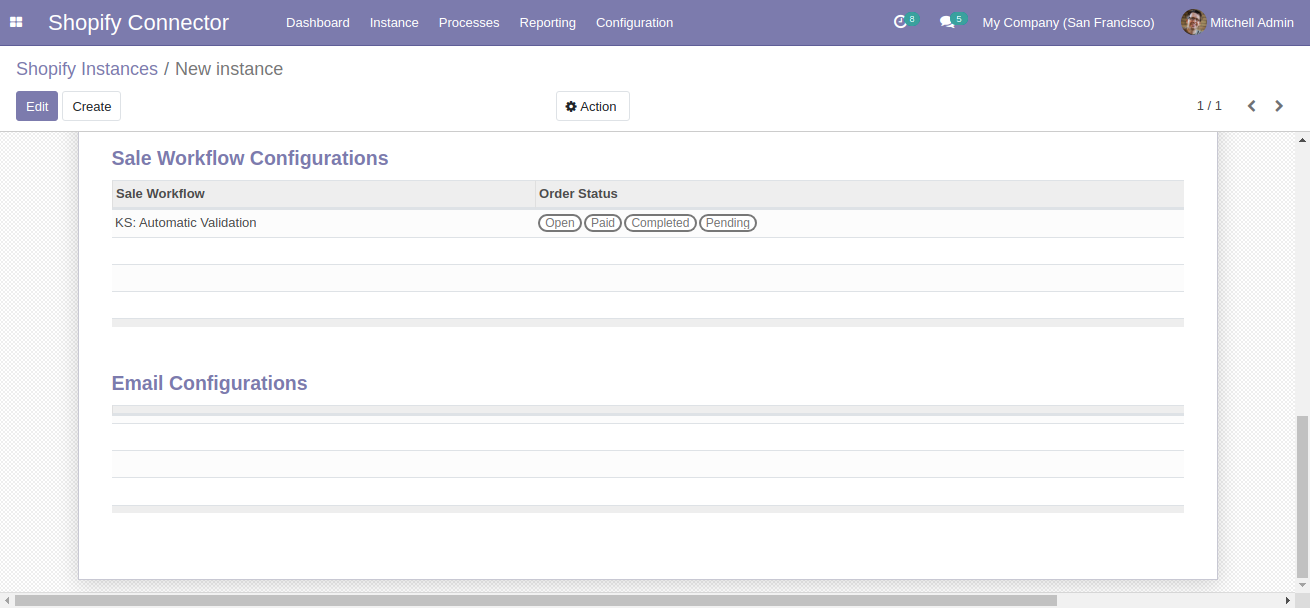 Shopify Connector Dashboard Instance Processes Reporting Configuration 8 5 My Company (San Francisco) Mitchell Admin
Shopify Instances / New instance
Edit Create Action 1 / 1
Sale Workflow Configurations
Sale Workflow Order Status
KS: Automatic Validation Open Paid Completed Pending
Email Configurations